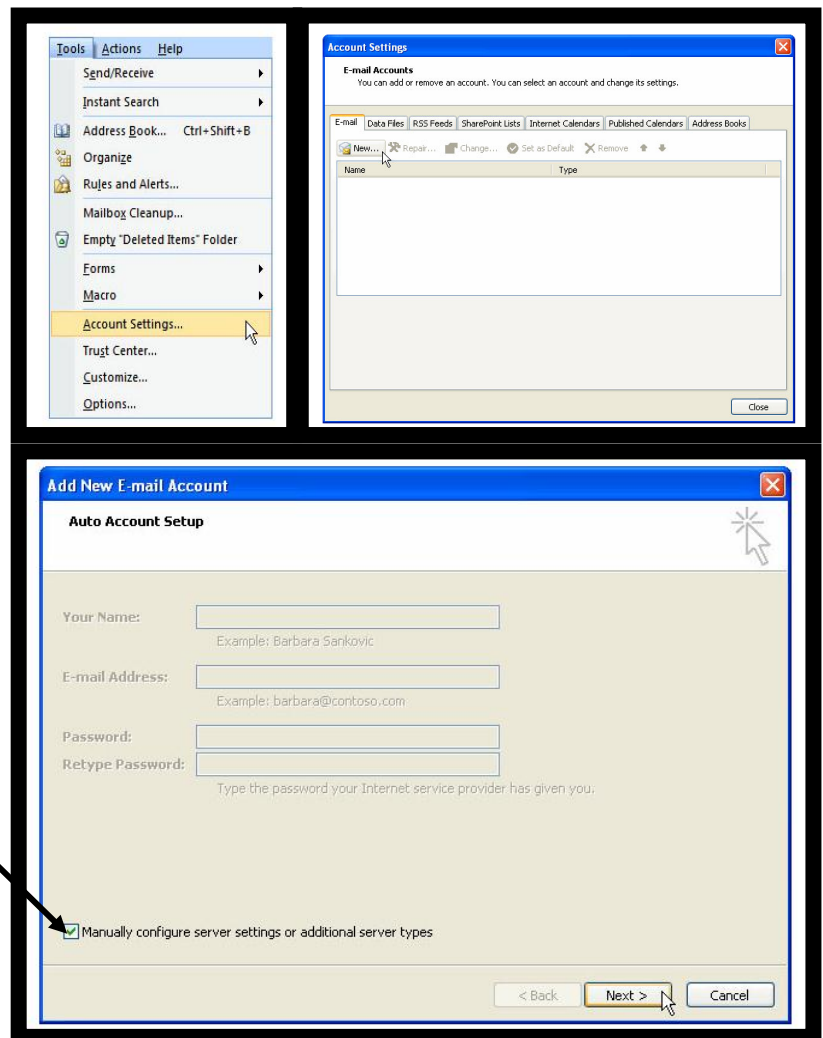 Tools Actions Help
Send/Receive
Instant Search
Address Book... Ctrl+Shift+B
Organize
Rules and Alerts...
Mailbox Cleanup...
Empty "Deleted Items" Folder
Forms
Macro
Account Settings...
Trust Center...
Customize...
Options...
Account Settings
E-mail Accounts
You can add or remove an account. You can select an account and change its settings.
E-mail Data Files RSS Feeds SharePoint Lists Internet Calendars Published Calendars Address Books
New... Repair... Change... Set as Default Remove
Name Type
Close
Add New E-mail Account
Auto Account Setup
Your Name:
Example: Barbara Sankovic
E-mail Address:
Example: barbara@contoso.com
Password:
Retype Password:
Type the password your Internet service provider has given you.
Manually configure server settings or additional server types
< Back Next > Cancel